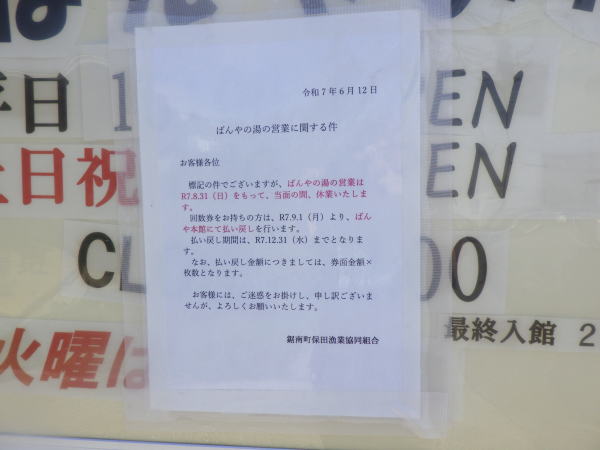 平日 1
EN
土日祝
EN
CL
00
火曜は
最終入館 2
令和7年6月12日
ばんやの湯の営業に関する件
お客様各位
標記の件でございますが、ばんやの湯の営業は
R7.8.31（日）をもって、当面の間、休業いたしま
す。
回数券をお持ちの方は、R7.9.1（月）より、ばん
や本館にて払い戻しを行います。
払い戻し期間は、R7.12.31（水）までとなりま
す。
なお、払い戻し金額につきましては、券面金額×
枚数となります。
お客様には、ご迷惑をお掛けし、申し訳ございま
せんが、よろしくお願いいたします。
鋸南町保田漁業協同組合